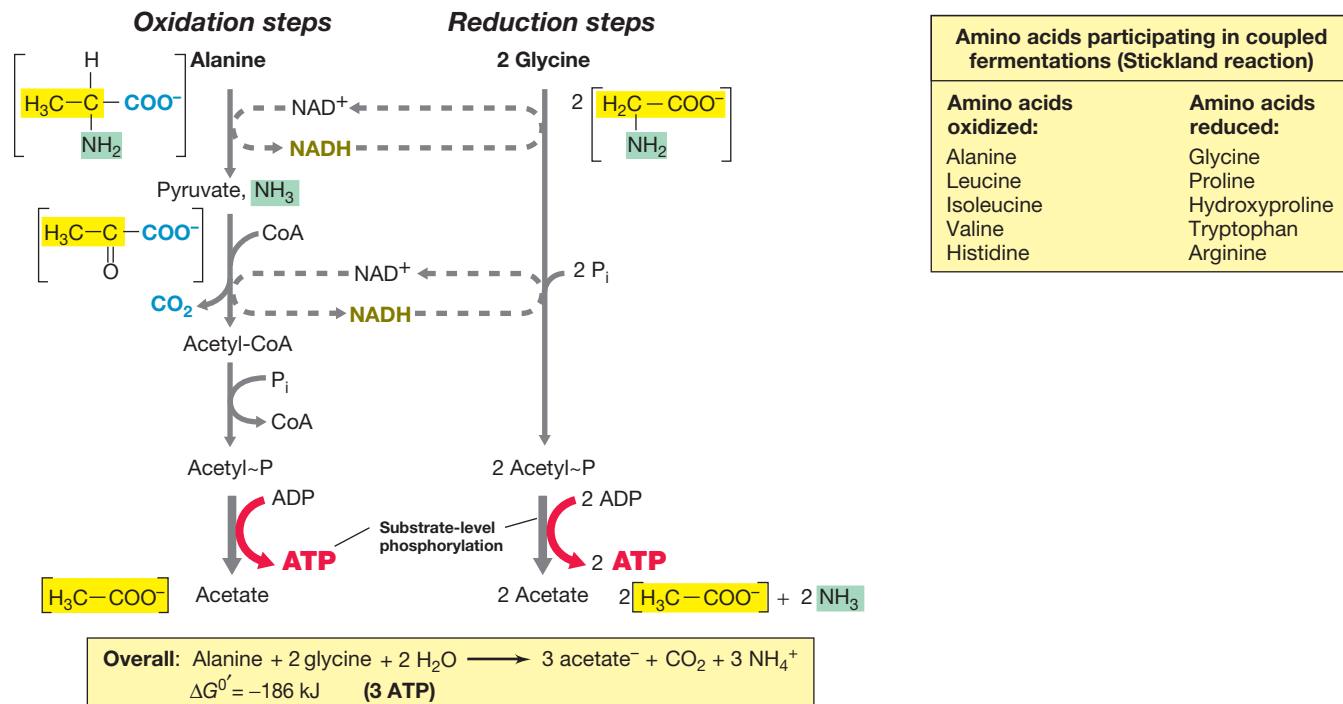 Oxidation steps
Reduction steps
Alanine
2 Glycine
H
H₃C–C–COO⁻
NH₂
NAD⁺
NADH
2 H₂C–COO⁻
NH₂
Pyruvate, NH₃
H₃C–C–COO⁻
O
CoA
NAD⁺
2 Pᵢ
CO₂
NADH
Acetyl-CoA
Pᵢ
CoA
Acetyl~P
2 Acetyl~P
ADP
2 ADP
Substrate-level
phosphorylation
ATP
2 ATP
H₃C–COO⁻
Acetate
2 Acetate
2 H₃C–COO⁻ + 2 NH₃
Overall: Alanine + 2 glycine + 2 H₂O ⟶ 3 acetate⁻ + CO₂ + 3 NH₄⁺
ΔG⁰′ = −186 kJ (3 ATP)
Amino acids participating in coupled
fermentations (Stickland reaction)
Amino acids
oxidized:
Alanine
Leucine
Isoleucine
Valine
Histidine
Amino acids
reduced:
Glycine
Proline
Hydroxyproline
Tryptophan
Arginine